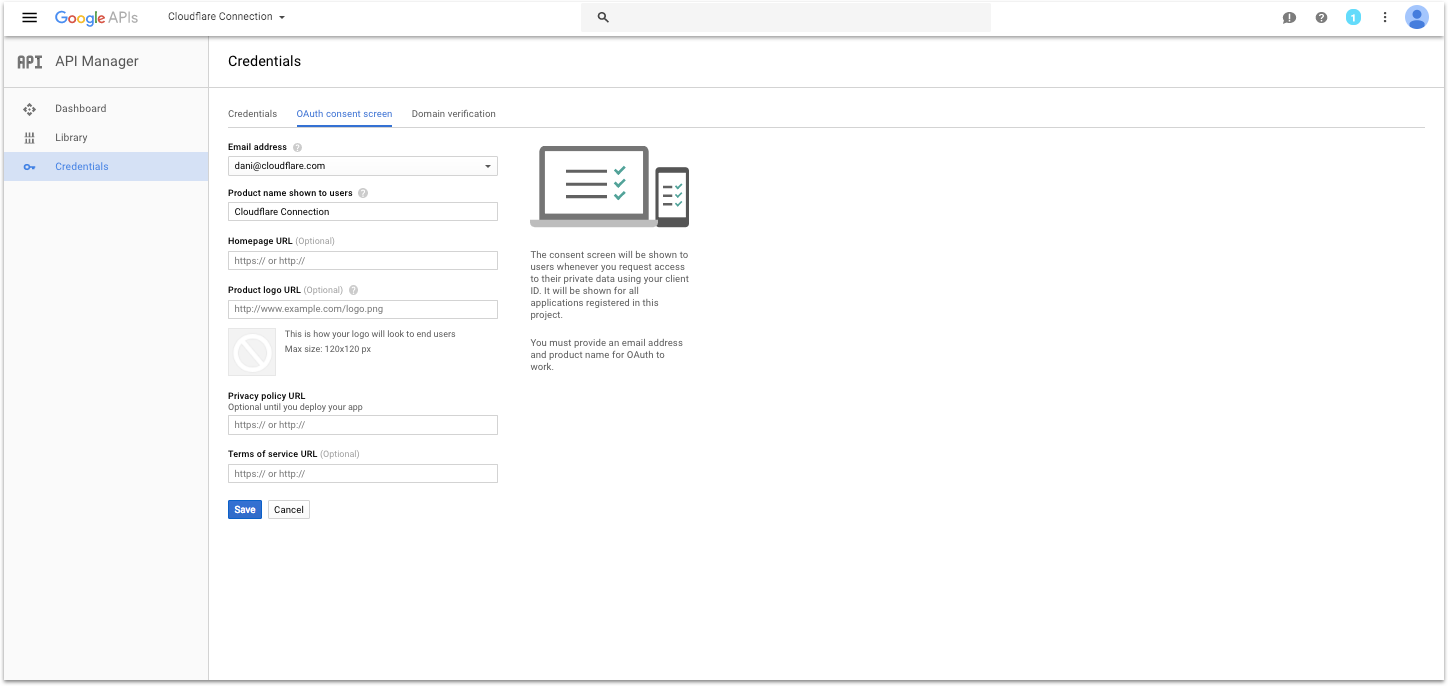 Google APIs
Cloudflare Connection
1
API API Manager
Credentials
Dashboard
Library
Credentials
Credentials OAuth consent screen Domain verification
Email address
dani@cloudflare.com
Product name shown to users
Cloudflare Connection
Homepage URL (Optional)
https:// or http://
Product logo URL (Optional)
http://www.example.com/logo.png
This is how your logo will look to end users
Max size: 120x120 px
Privacy policy URL
Optional until you deploy your app
https:// or http://
Terms of service URL (Optional)
https:// or http://
Save Cancel
The consent screen will be shown to
users whenever you request access
to their private data using your client
ID. It will be shown for all
applications registered in this
project.
You must provide an email address
and product name for OAuth to
work.